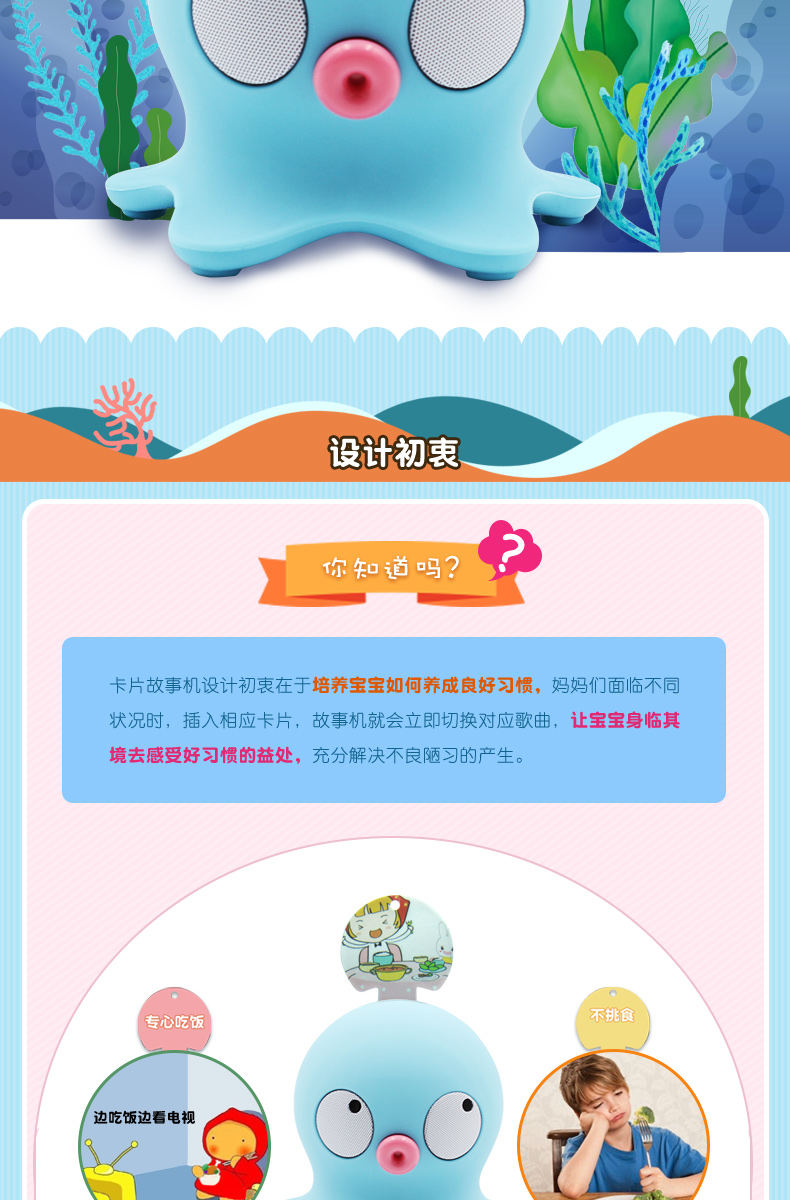 设计初衷
你知道吗?
卡片故事机设计初衷在于培养宝宝如何养成良好习惯，妈妈们面临不同
状况时，插入相应卡片，故事机就会立即切换对应歌曲，让宝宝身临其
境去感受好习惯的益处，充分解决不良陋习的产生。
专心吃饭
不挑食
边吃饭边看电视